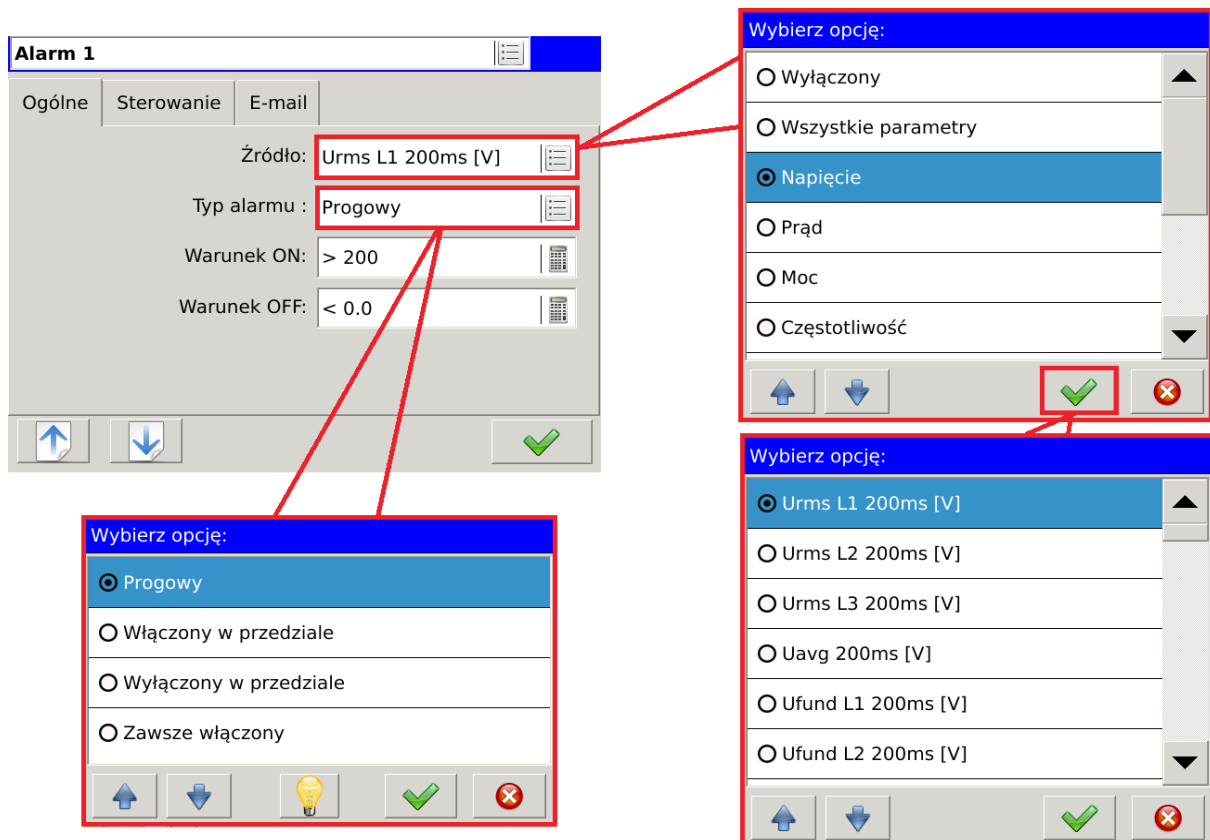 Alarm 1
Ogólne
Sterowanie
E-mail
Źródło: Urms L1 200ms [V]
Typ alarmu : Progowy
Warunek ON: > 200
Warunek OFF: < 0.0
Wybierz opcję:
Wyłączony
Wszystkie parametry
Napięcie
Prąd
Moc
Częstotliwość
Wybierz opcję:
Progowy
Włączony w przedziale
Wyłączony w przedziale
Zawsze włączony
Wybierz opcję:
Urms L1 200ms [V]
Urms L2 200ms [V]
Urms L3 200ms [V]
Uavg 200ms [V]
Ufund L1 200ms [V]
Ufund L2 200ms [V]